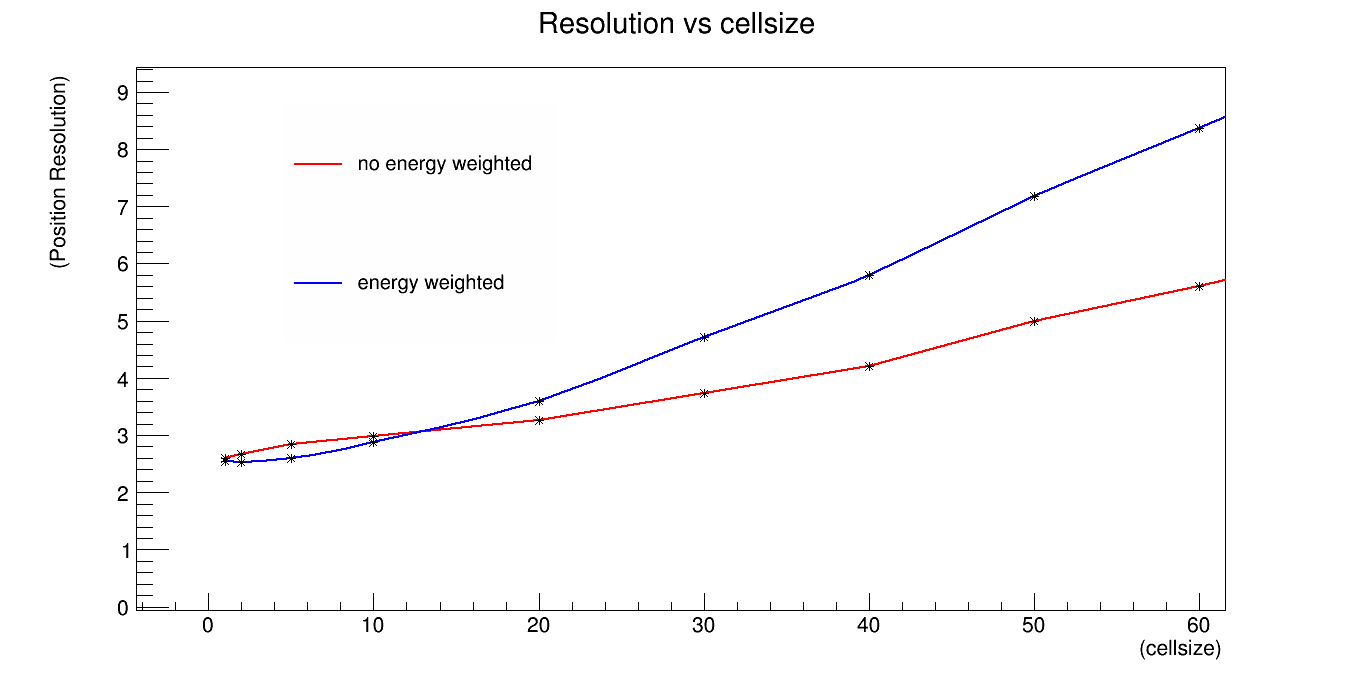 Resolution vs cellsize
(Position Resolution)
9
8
7
6
5
4
3
2
1
0
no energy weighted
energy weighted
0 10 20 30 40 50 60
(cellsize)